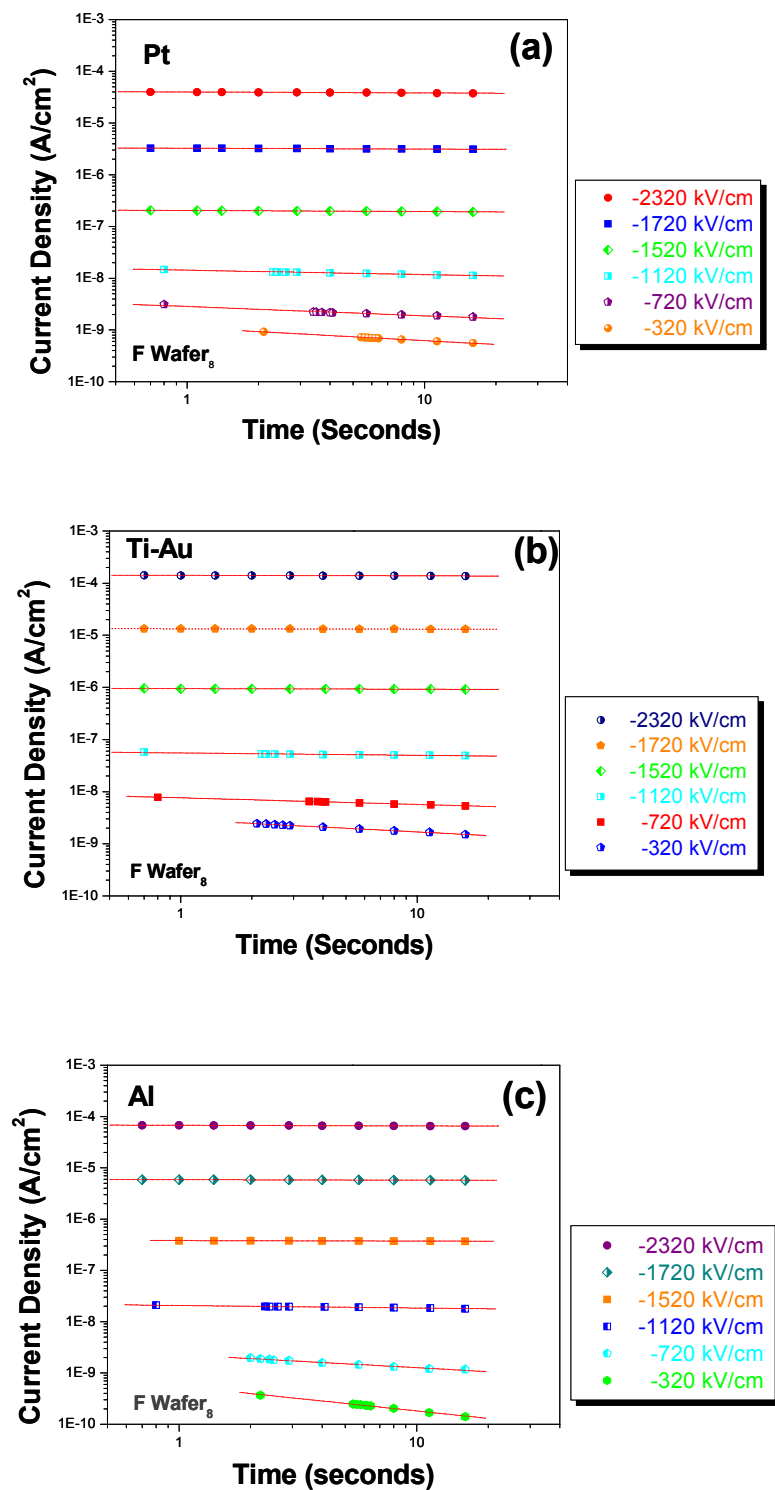 1E-3
Pt
(a)
1E-4
1E-5
1E-6
1E-7
1E-8
1E-9
1E-10
Current Density (A/cm²)
F Wafer₈
1 10
Time (Seconds)
-2320 kV/cm
-1720 kV/cm
-1520 kV/cm
-1120 kV/cm
-720 kV/cm
-320 kV/cm
1E-3
Ti-Au
(b)
1E-4
1E-5
1E-6
1E-7
1E-8
1E-9
1E-10
Current Density (A/cm²)
F Wafer₈
1 10
Time (Seconds)
-2320 kV/cm
-1720 kV/cm
-1520 kV/cm
-1120 kV/cm
-720 kV/cm
-320 kV/cm
1E-3
Al
(c)
1E-4
1E-5
1E-6
1E-7
1E-8
1E-9
1E-10
Current Density (A/cm²)
F Wafer₈
1 10
Time (seconds)
-2320 kV/cm
-1720 kV/cm
-1520 kV/cm
-1120 kV/cm
-720 kV/cm
-320 kV/cm